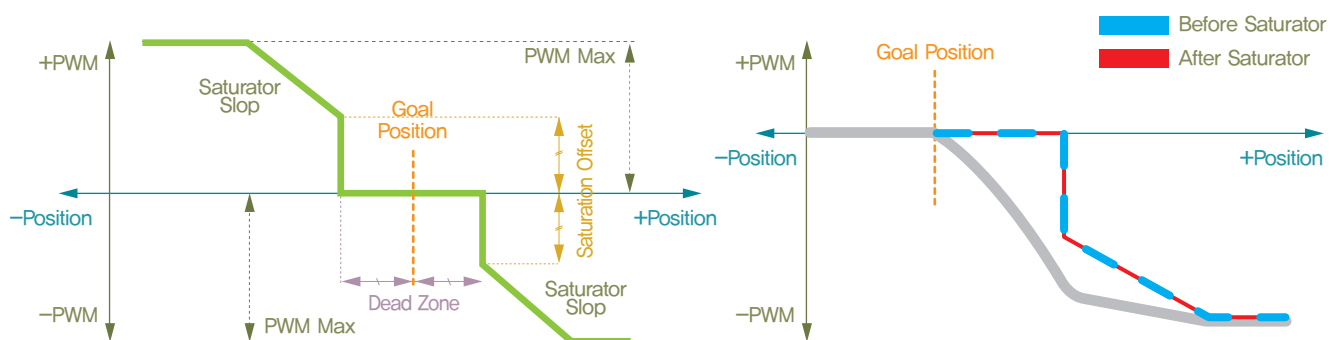 +PWM
PWM Max
Saturator
Slop
Goal
Position
Saturation Offset
−Position
+Position
Dead Zone
Saturator
Slop
−PWM
PWM Max
Before Saturator
After Saturator
Goal Position
+PWM
−Position
+Position
−PWM